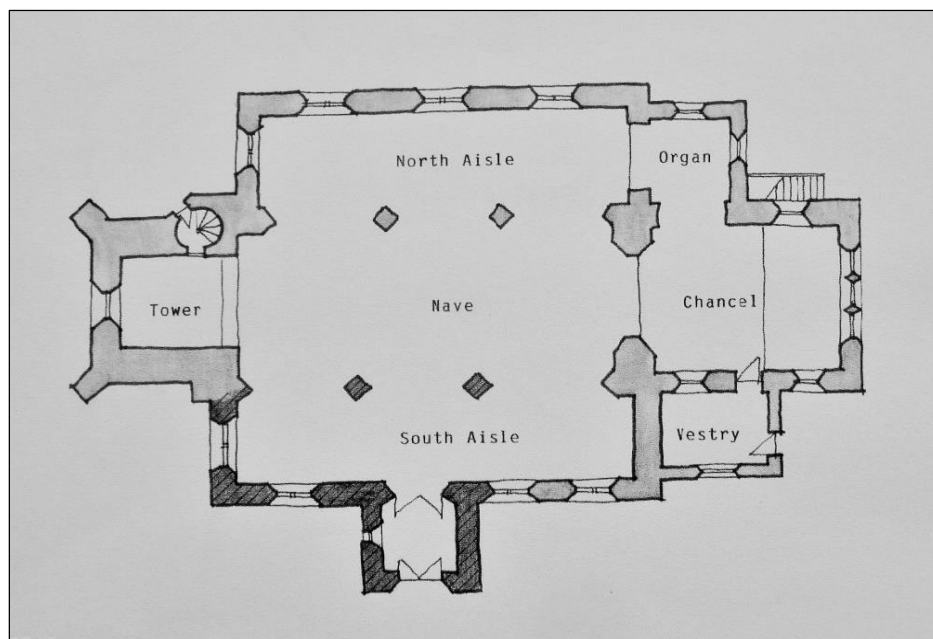 North Aisle
Organ
Tower
Nave
Chancel
South Aisle
Vestry